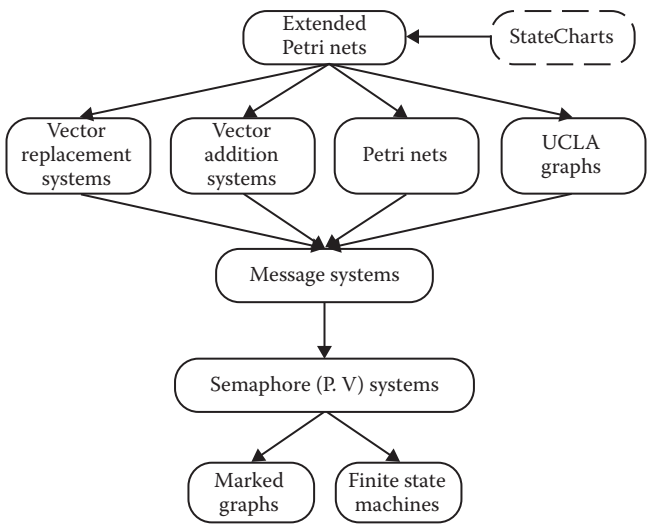 Extended
Petri nets
StateCharts
Vector
replacement
systems
Vector
addition
systems
Petri nets
UCLA
graphs
Message systems
Semaphore (P. V) systems
Marked
graphs
Finite state
machines